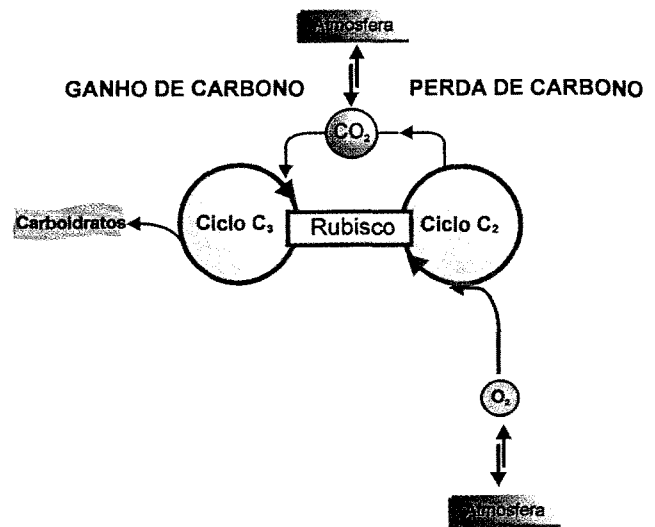 Atmosfera
GANHO DE CARBONO
PERDA DE CARBONO
CO₂
Carboidratos
Ciclo C₃
Rubisco
Ciclo C₂
O₂
Atmosfera